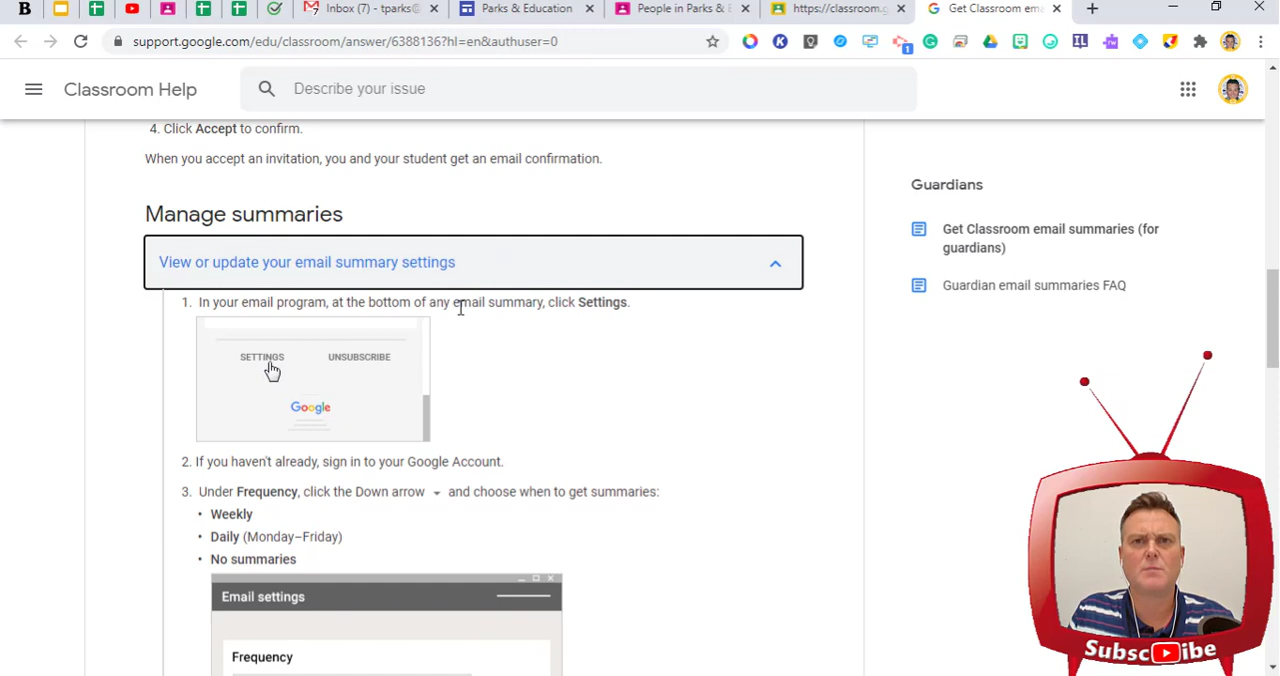 B
Inbox (7) - tparks@
Parks & Education
People in Parks & E
https://classroom.g
Get Classroom ema
support.google.com/edu/classroom/answer/6388136?hl=en&authuser=0
1
IL
Classroom Help
Describe your issue
4. Click Accept to confirm.
When you accept an invitation, you and your student get an email confirmation.
Manage summaries
View or update your email summary settings
1. In your email program, at the bottom of any email summary, click Settings.
SETTINGS UNSUBSCRIBE
Google
2. If you haven't already, sign in to your Google Account.
3. Under Frequency, click the Down arrow and choose when to get summaries:
• Weekly
• Daily (Monday–Friday)
• No summaries
Email settings
Frequency
Guardians
Get Classroom email summaries (for
guardians)
Guardian email summaries FAQ
Subscribe